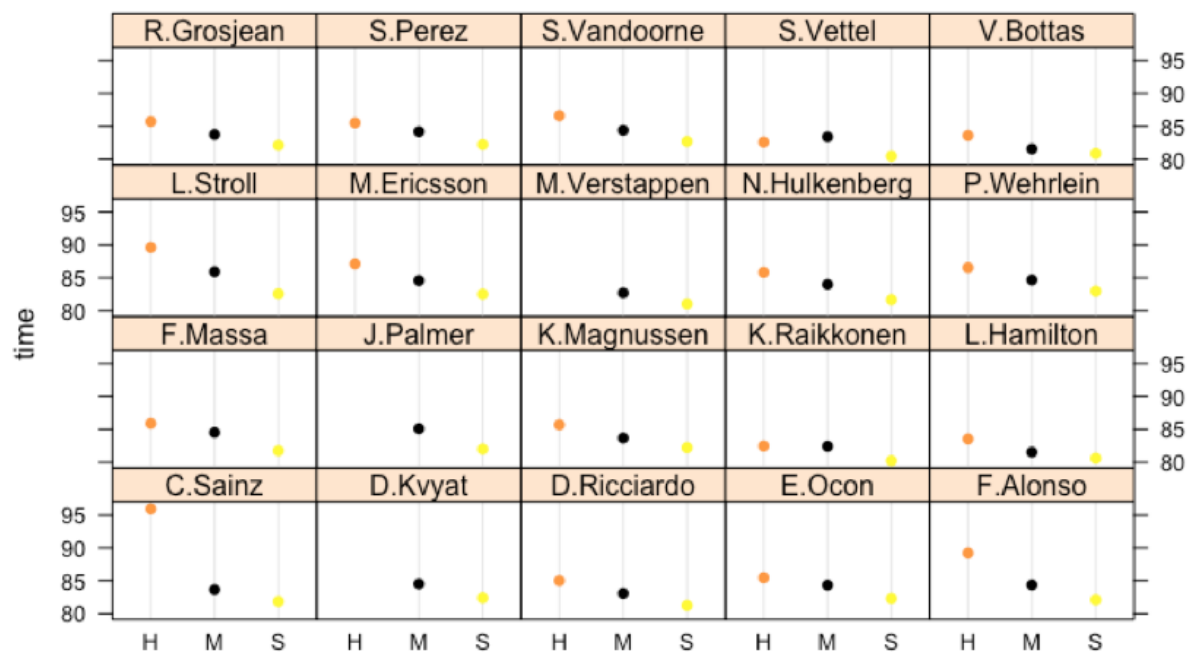 R.Grosjean S.Perez S.Vandoorne S.Vettel V.Bottas
95
90
85
80
L.Stroll M.Ericsson M.Verstappen N.Hulkenberg P.Wehrlein
95
90
85
80
F.Massa J.Palmer K.Magnussen K.Raikkonen L.Hamilton
95
90
85
80
C.Sainz D.Kvyat D.Ricciardo E.Ocon F.Alonso
95
90
85
80
H M S H M S H M S H M S H M S
time